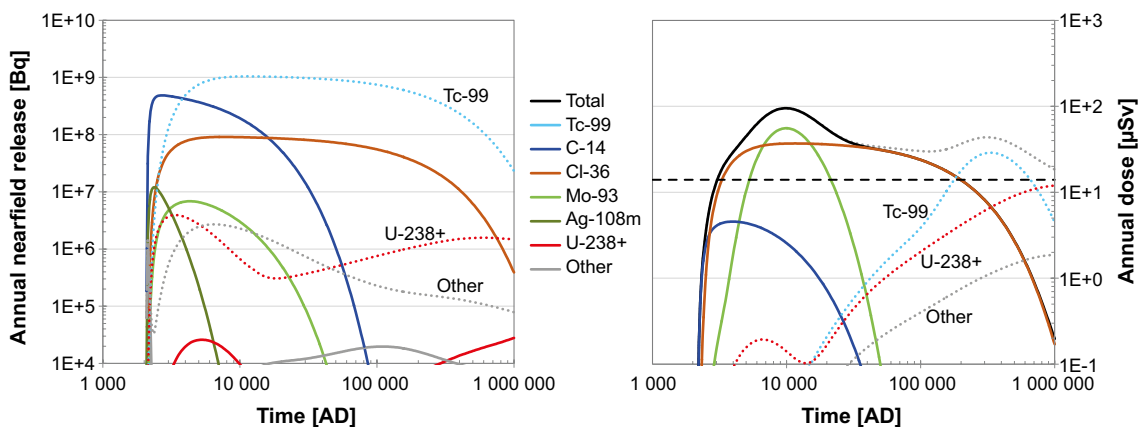 1E+10
1E+9
1E+8
1E+7
1E+6
1E+5
1E+4
Annual nearfield release [Bq]
Tc-99
U-238+
Other
1 000
10 000
100 000
1 000 000
Time [AD]
Total
Tc-99
C-14
Cl-36
Mo-93
Ag-108m
U-238+
Other
Tc-99
U-238+
Other
1E+3
1E+2
1E+1
1E+0
1E-1
Annual dose [µSv]
1 000
10 000
100 000
1 000 000
Time [AD]